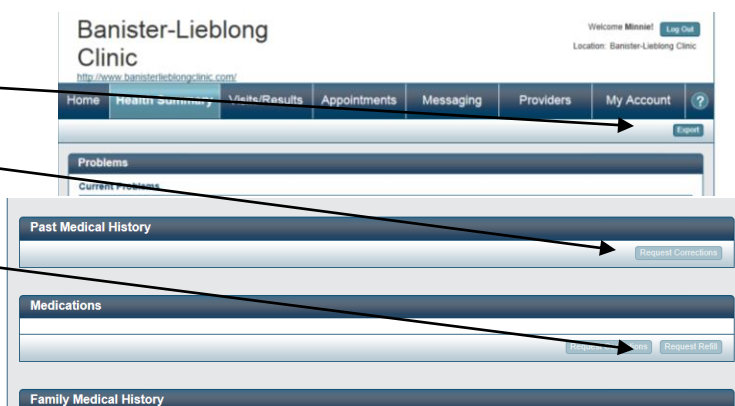 Banister-Lieblong
Clinic
http://www.banisterlieblongclinic.com/
Welcome Minnie! Log Out
Location: Banister-Lieblong Clinic
Home Health Summary Visits/Results Appointments Messaging Providers My Account ?
Export
Problems
Current Problems
Past Medical History
Request Corrections
Medications
Request Corrections Request Refill
Family Medical History